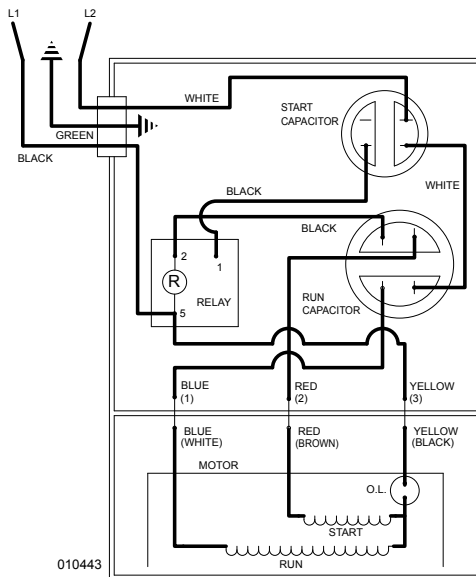 L1
L2
WHITE
GREEN
BLACK
START
CAPACITOR
WHITE
BLACK
BLACK
2
1
R
RELAY
5
RUN
CAPACITOR
BLUE
(1)
RED
(2)
YELLOW
(3)
BLUE
(WHITE)
RED
(BROWN)
YELLOW
(BLACK)
MOTOR
O.L.
START
RUN
010443